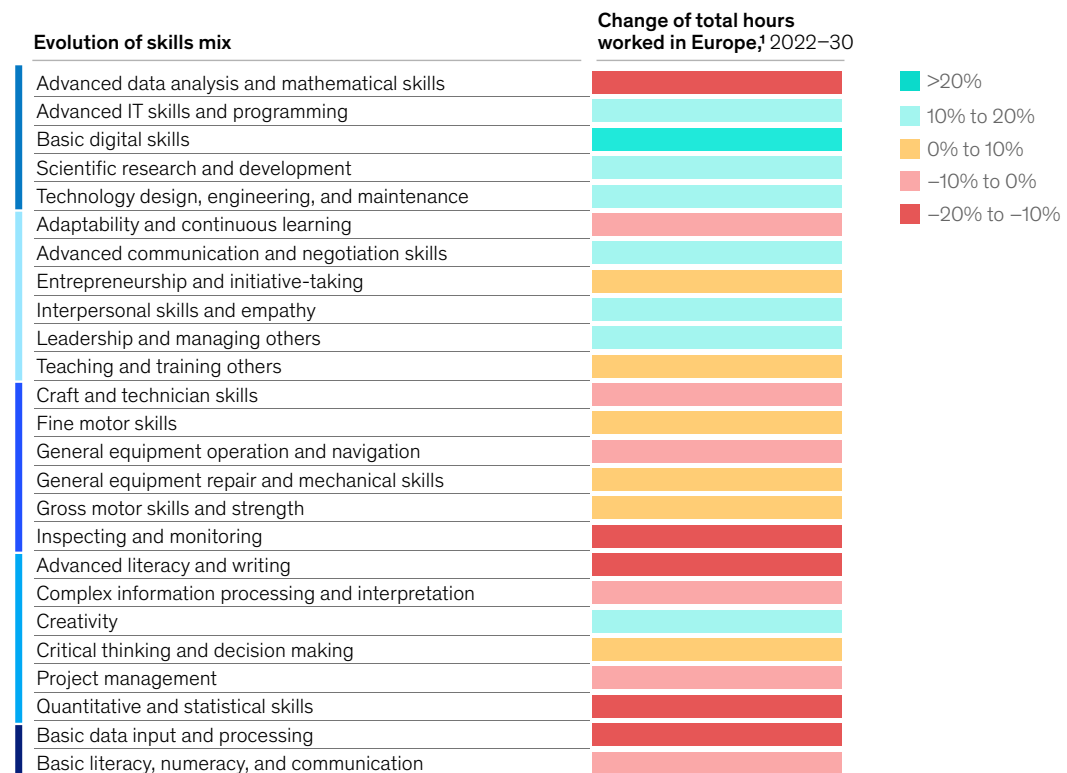 Evolution of skills mix
Change of total hours
worked in Europe,¹ 2022–30
Advanced data analysis and mathematical skills
Advanced IT skills and programming
Basic digital skills
Scientific research and development
Technology design, engineering, and maintenance
Adaptability and continuous learning
Advanced communication and negotiation skills
Entrepreneurship and initiative-taking
Interpersonal skills and empathy
Leadership and managing others
Teaching and training others
Craft and technician skills
Fine motor skills
General equipment operation and navigation
General equipment repair and mechanical skills
Gross motor skills and strength
Inspecting and monitoring
Advanced literacy and writing
Complex information processing and interpretation
Creativity
Critical thinking and decision making
Project management
Quantitative and statistical skills
Basic data input and processing
Basic literacy, numeracy, and communication
>20%
10% to 20%
0% to 10%
–10% to 0%
–20% to –10%